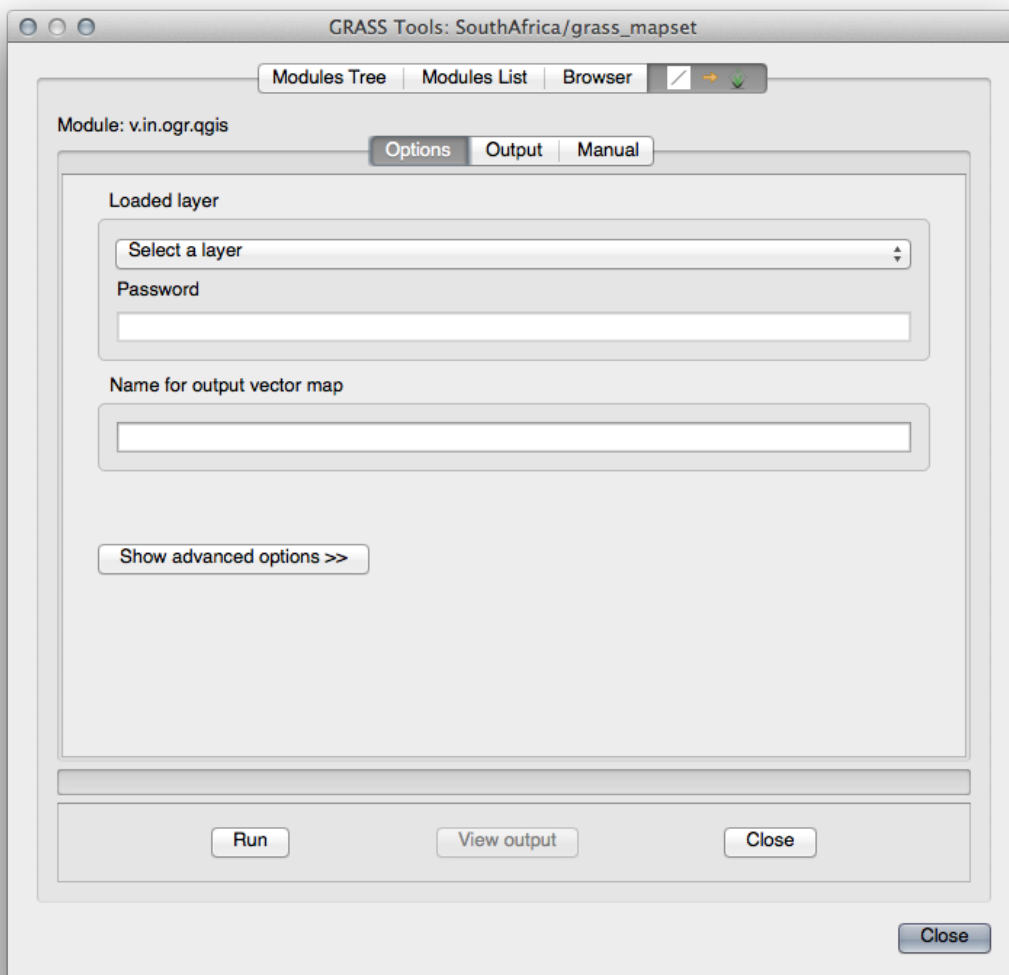 GRASS Tools: SouthAfrica/grass_mapset
Modules Tree Modules List Browser
Module: v.in.ogr.qgis
Options Output Manual
Loaded layer
Select a layer
Password
Name for output vector map
Show advanced options >>
Run View output Close
Close